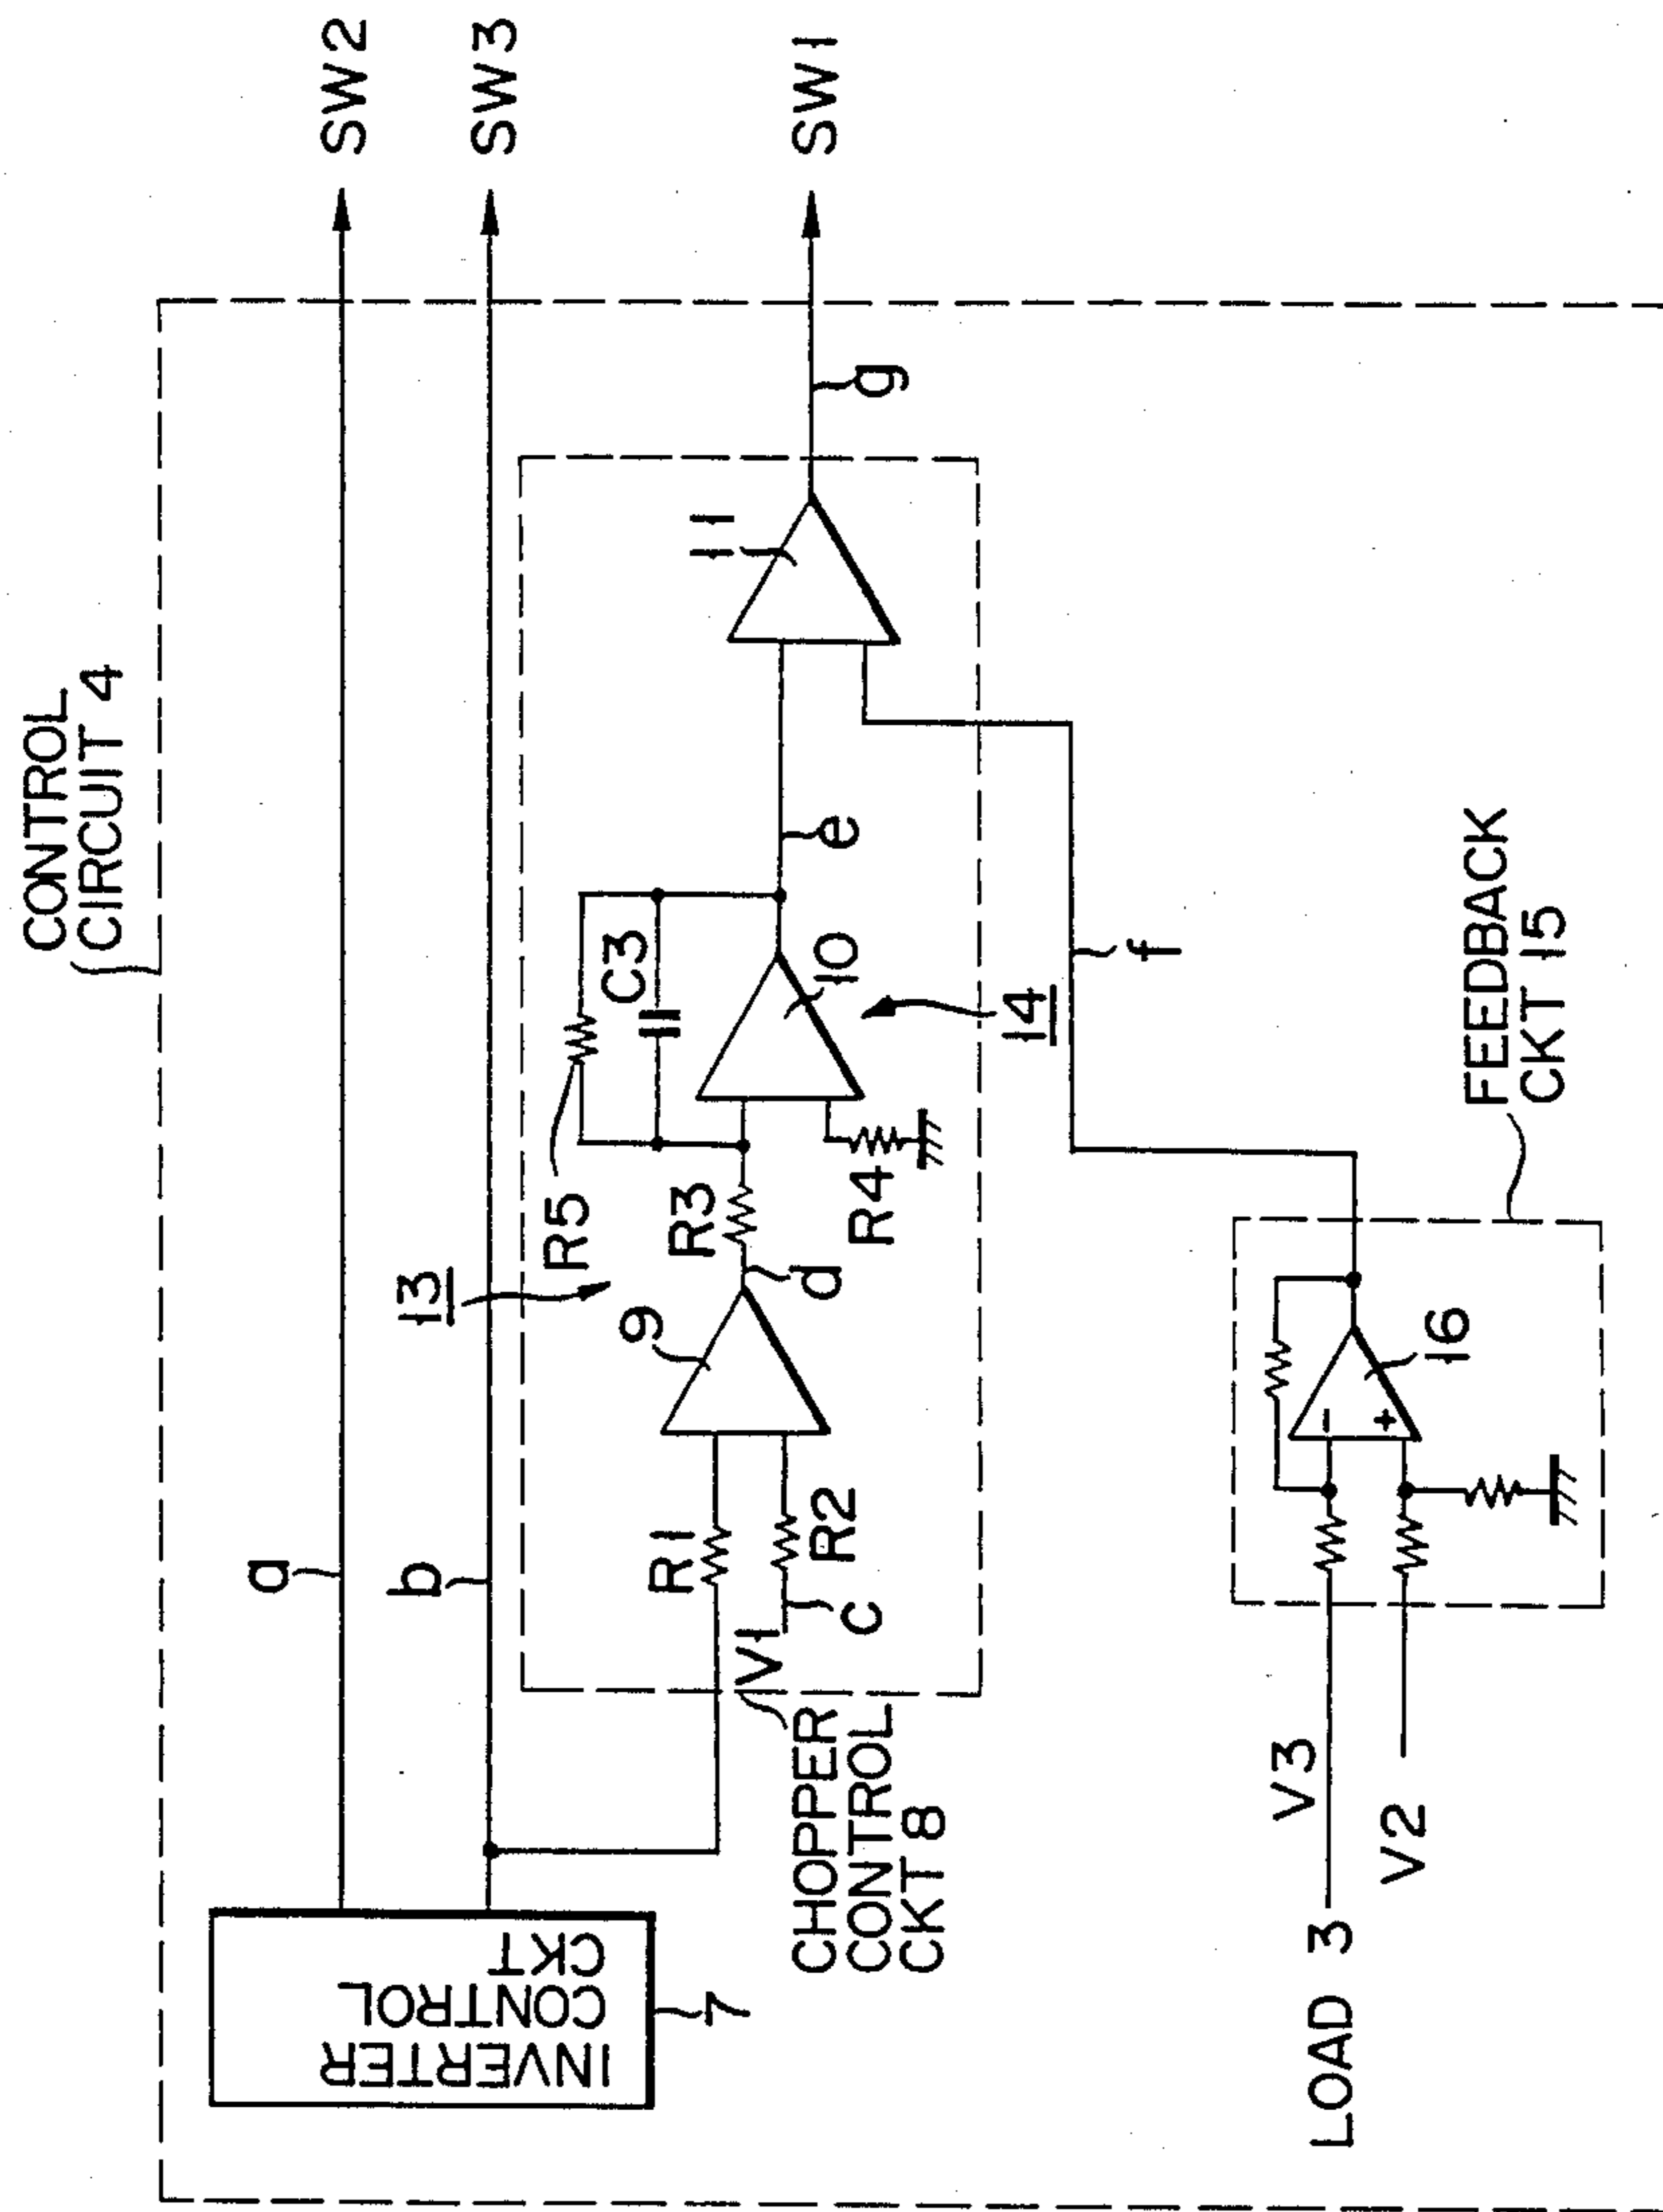 CONTROL
CIRCUIT 4
SW2
SW3
SW1
a
b
INVERTER
CONTROL
CKT
7
13
R5
C3
9
10
11
R1
R2
R3
R4
V1
c
d
e
g
14
f
CHOPPER
CONTROL
CKT 8
FEEDBACK
CKT 15
-
+
16
V3
V2
LOAD 3